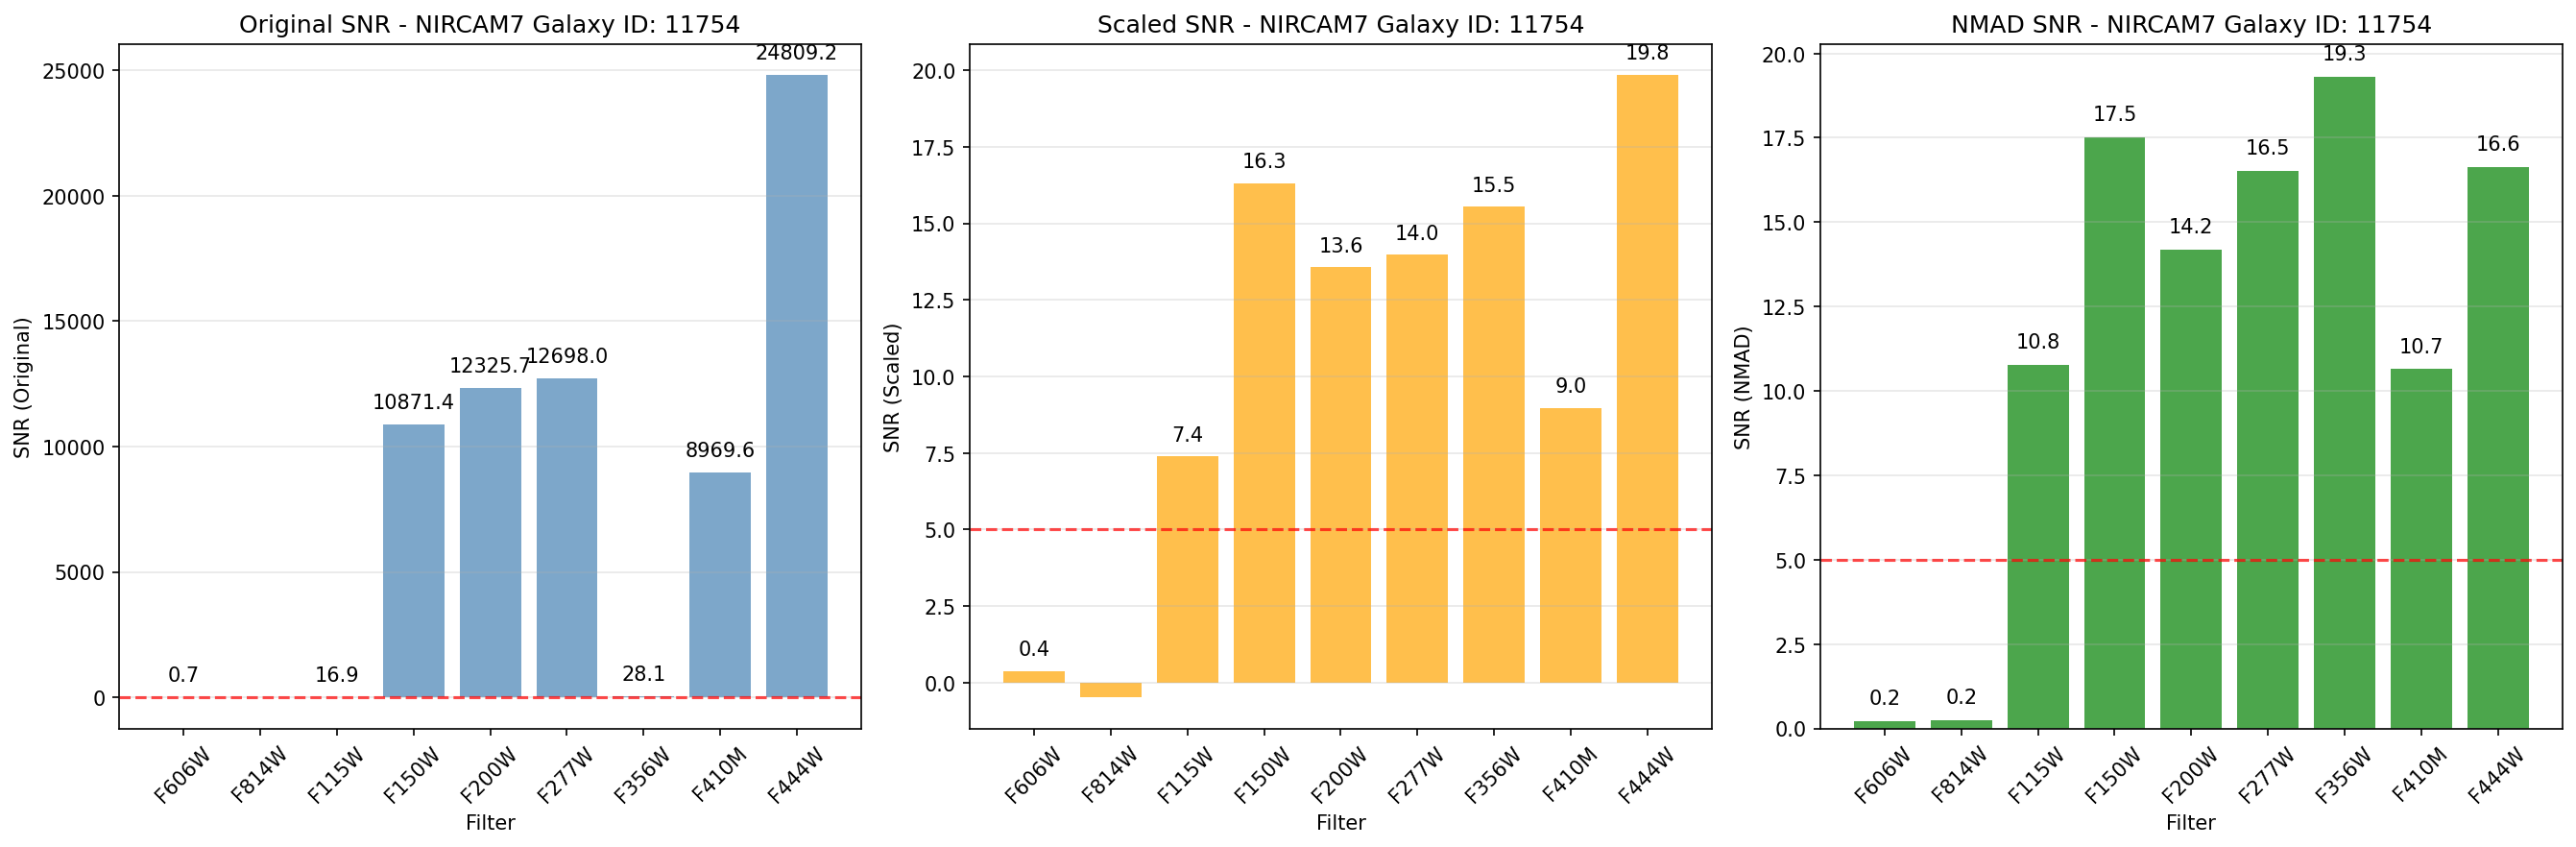 Original SNR - NIRCAM7 Galaxy ID: 11754
SNR (Original)
25000
20000
15000
10000
5000
0
0.7
16.9
10871.4
12325.7
12698.0
28.1
8969.6
24809.2
F606W
F814W
F115W
F150W
F200W
F277W
F356W
F410M
F444W
Filter
Scaled SNR - NIRCAM7 Galaxy ID: 11754
SNR (Scaled)
20.0
17.5
15.0
12.5
10.0
7.5
5.0
2.5
0.0
0.4
7.4
16.3
13.6
14.0
15.5
9.0
19.8
F606W
F814W
F115W
F150W
F200W
F277W
F356W
F410M
F444W
Filter
NMAD SNR - NIRCAM7 Galaxy ID: 11754
SNR (NMAD)
20.0
17.5
15.0
12.5
10.0
7.5
5.0
2.5
0.0
0.2
0.2
10.8
17.5
14.2
16.5
19.3
10.7
16.6
F606W
F814W
F115W
F150W
F200W
F277W
F356W
F410M
F444W
Filter